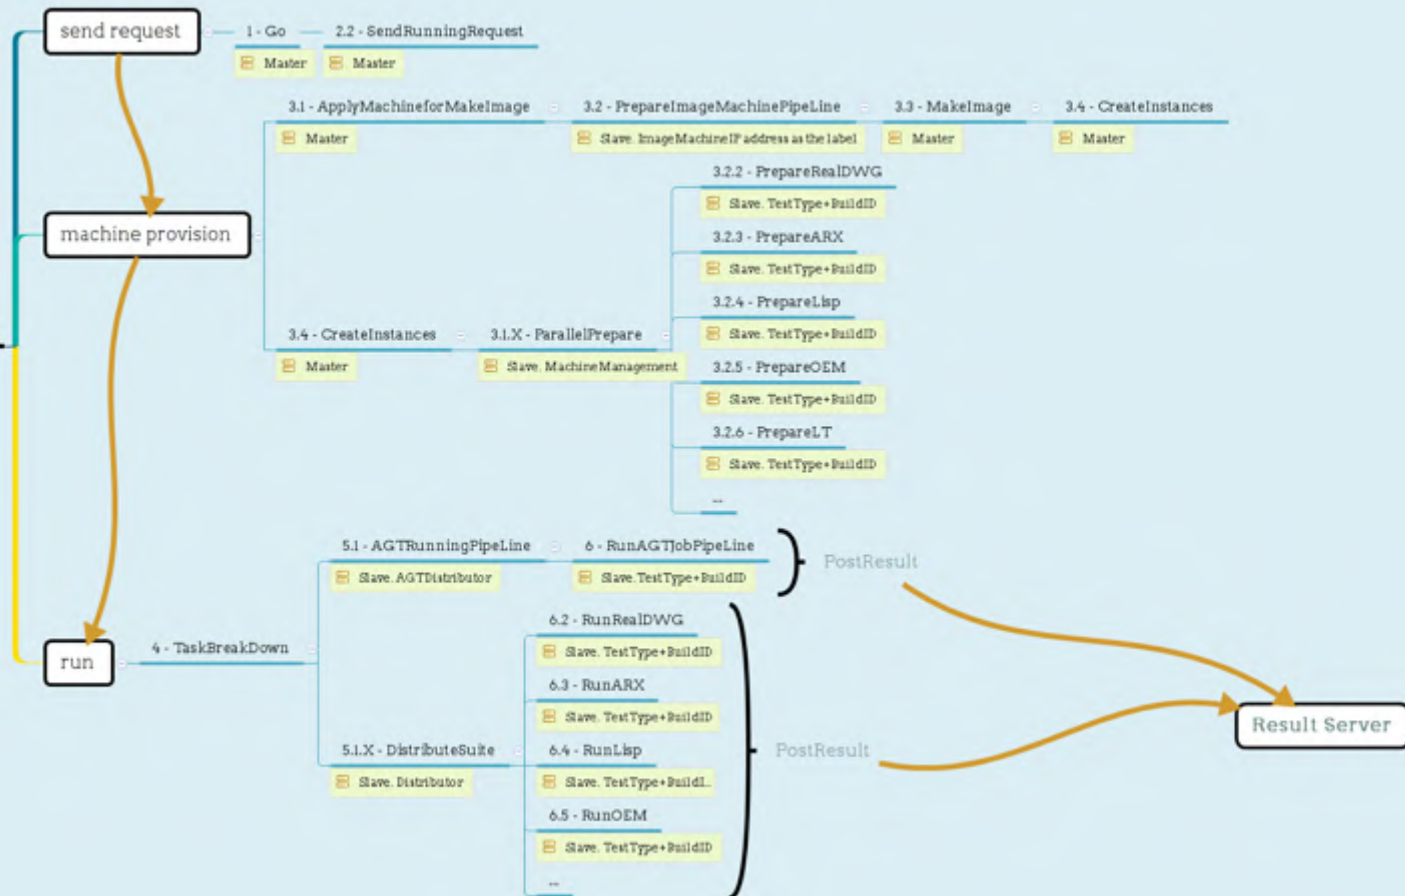 send request
1 - Go
2.2 - SendRunningRequest
Master
Master
3.1 - ApplyMachineforMakeImage
3.2 - PrepareImageMachinePipeLine
3.3 - MakeImage
3.4 - CreateInstances
Master
Slave. ImageMachineIP address as the label
Master
Master
3.2.2 - PrepareRealDWG
Slave. TestType+BuildID
machine provision
3.2.3 - PrepareARX
Slave. TestType+BuildID
3.2.4 - PrepareLisp
Slave. TestType+BuildID
3.4 - CreateInstances
3.1.X - ParallelPrepare
Master
Slave. MachineManagement
3.2.5 - PrepareOEM
Slave. TestType+BuildID
3.2.6 - PrepareLT
Slave. TestType+BuildID
...
5.1 - AGTRunningPipeLine
6 - RunAGTJobPipeLine
PostResult
Slave. AGTDistributor
Slave. TestType+BuildID
6.2 - RunRealDWG
Slave. TestType+BuildID
run
4 - TaskBreakDown
6.3 - RunARX
Slave. TestType+BuildID
5.1.X - DistributeSuite
6.4 - RunLisp
PostResult
Result Server
Slave. Distributor
Slave. TestType+BuildI...
6.5 - RunOEM
Slave. TestType+BuildID
...